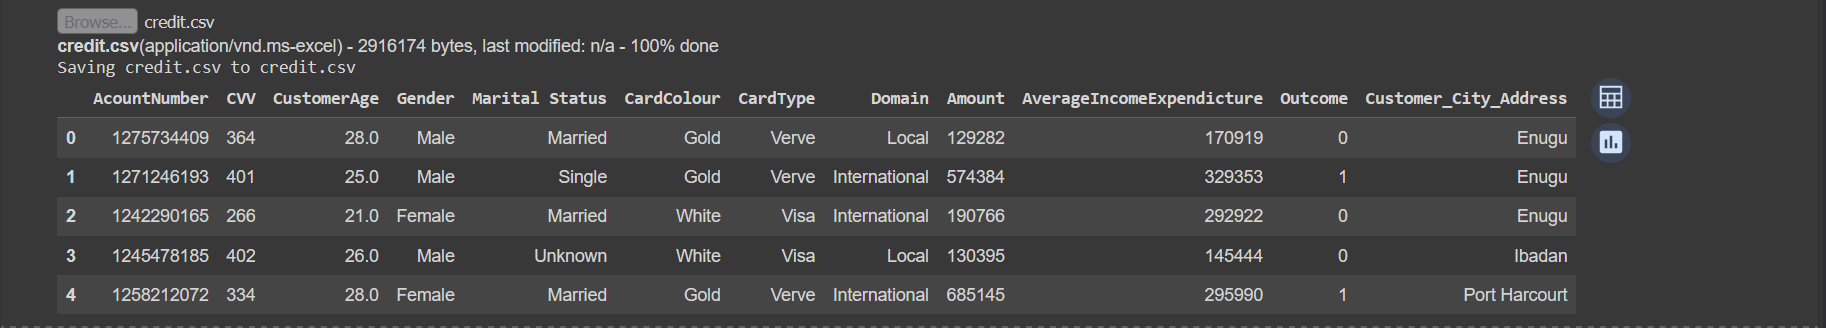 Browse... credit.csv
credit.csv(application/vnd.ms-excel) - 2916174 bytes, last modified: n/a - 100% done
Saving credit.csv to credit.csv
AcountNumber CVV CustomerAge Gender Marital Status CardColour CardType Domain Amount AverageIncomeExpendicture Outcome Customer_City_Address
0 1275734409 364 28.0 Male Married Gold Verve Local 129282 170919 0 Enugu
1 1271246193 401 25.0 Male Single Gold Verve International 574384 329353 1 Enugu
2 1242290165 266 21.0 Female Married White Visa International 190766 292922 0 Enugu
3 1245478185 402 26.0 Male Unknown White Visa Local 130395 145444 0 Ibadan
4 1258212072 334 28.0 Female Married Gold Verve International 685145 295990 1 Port Harcourt